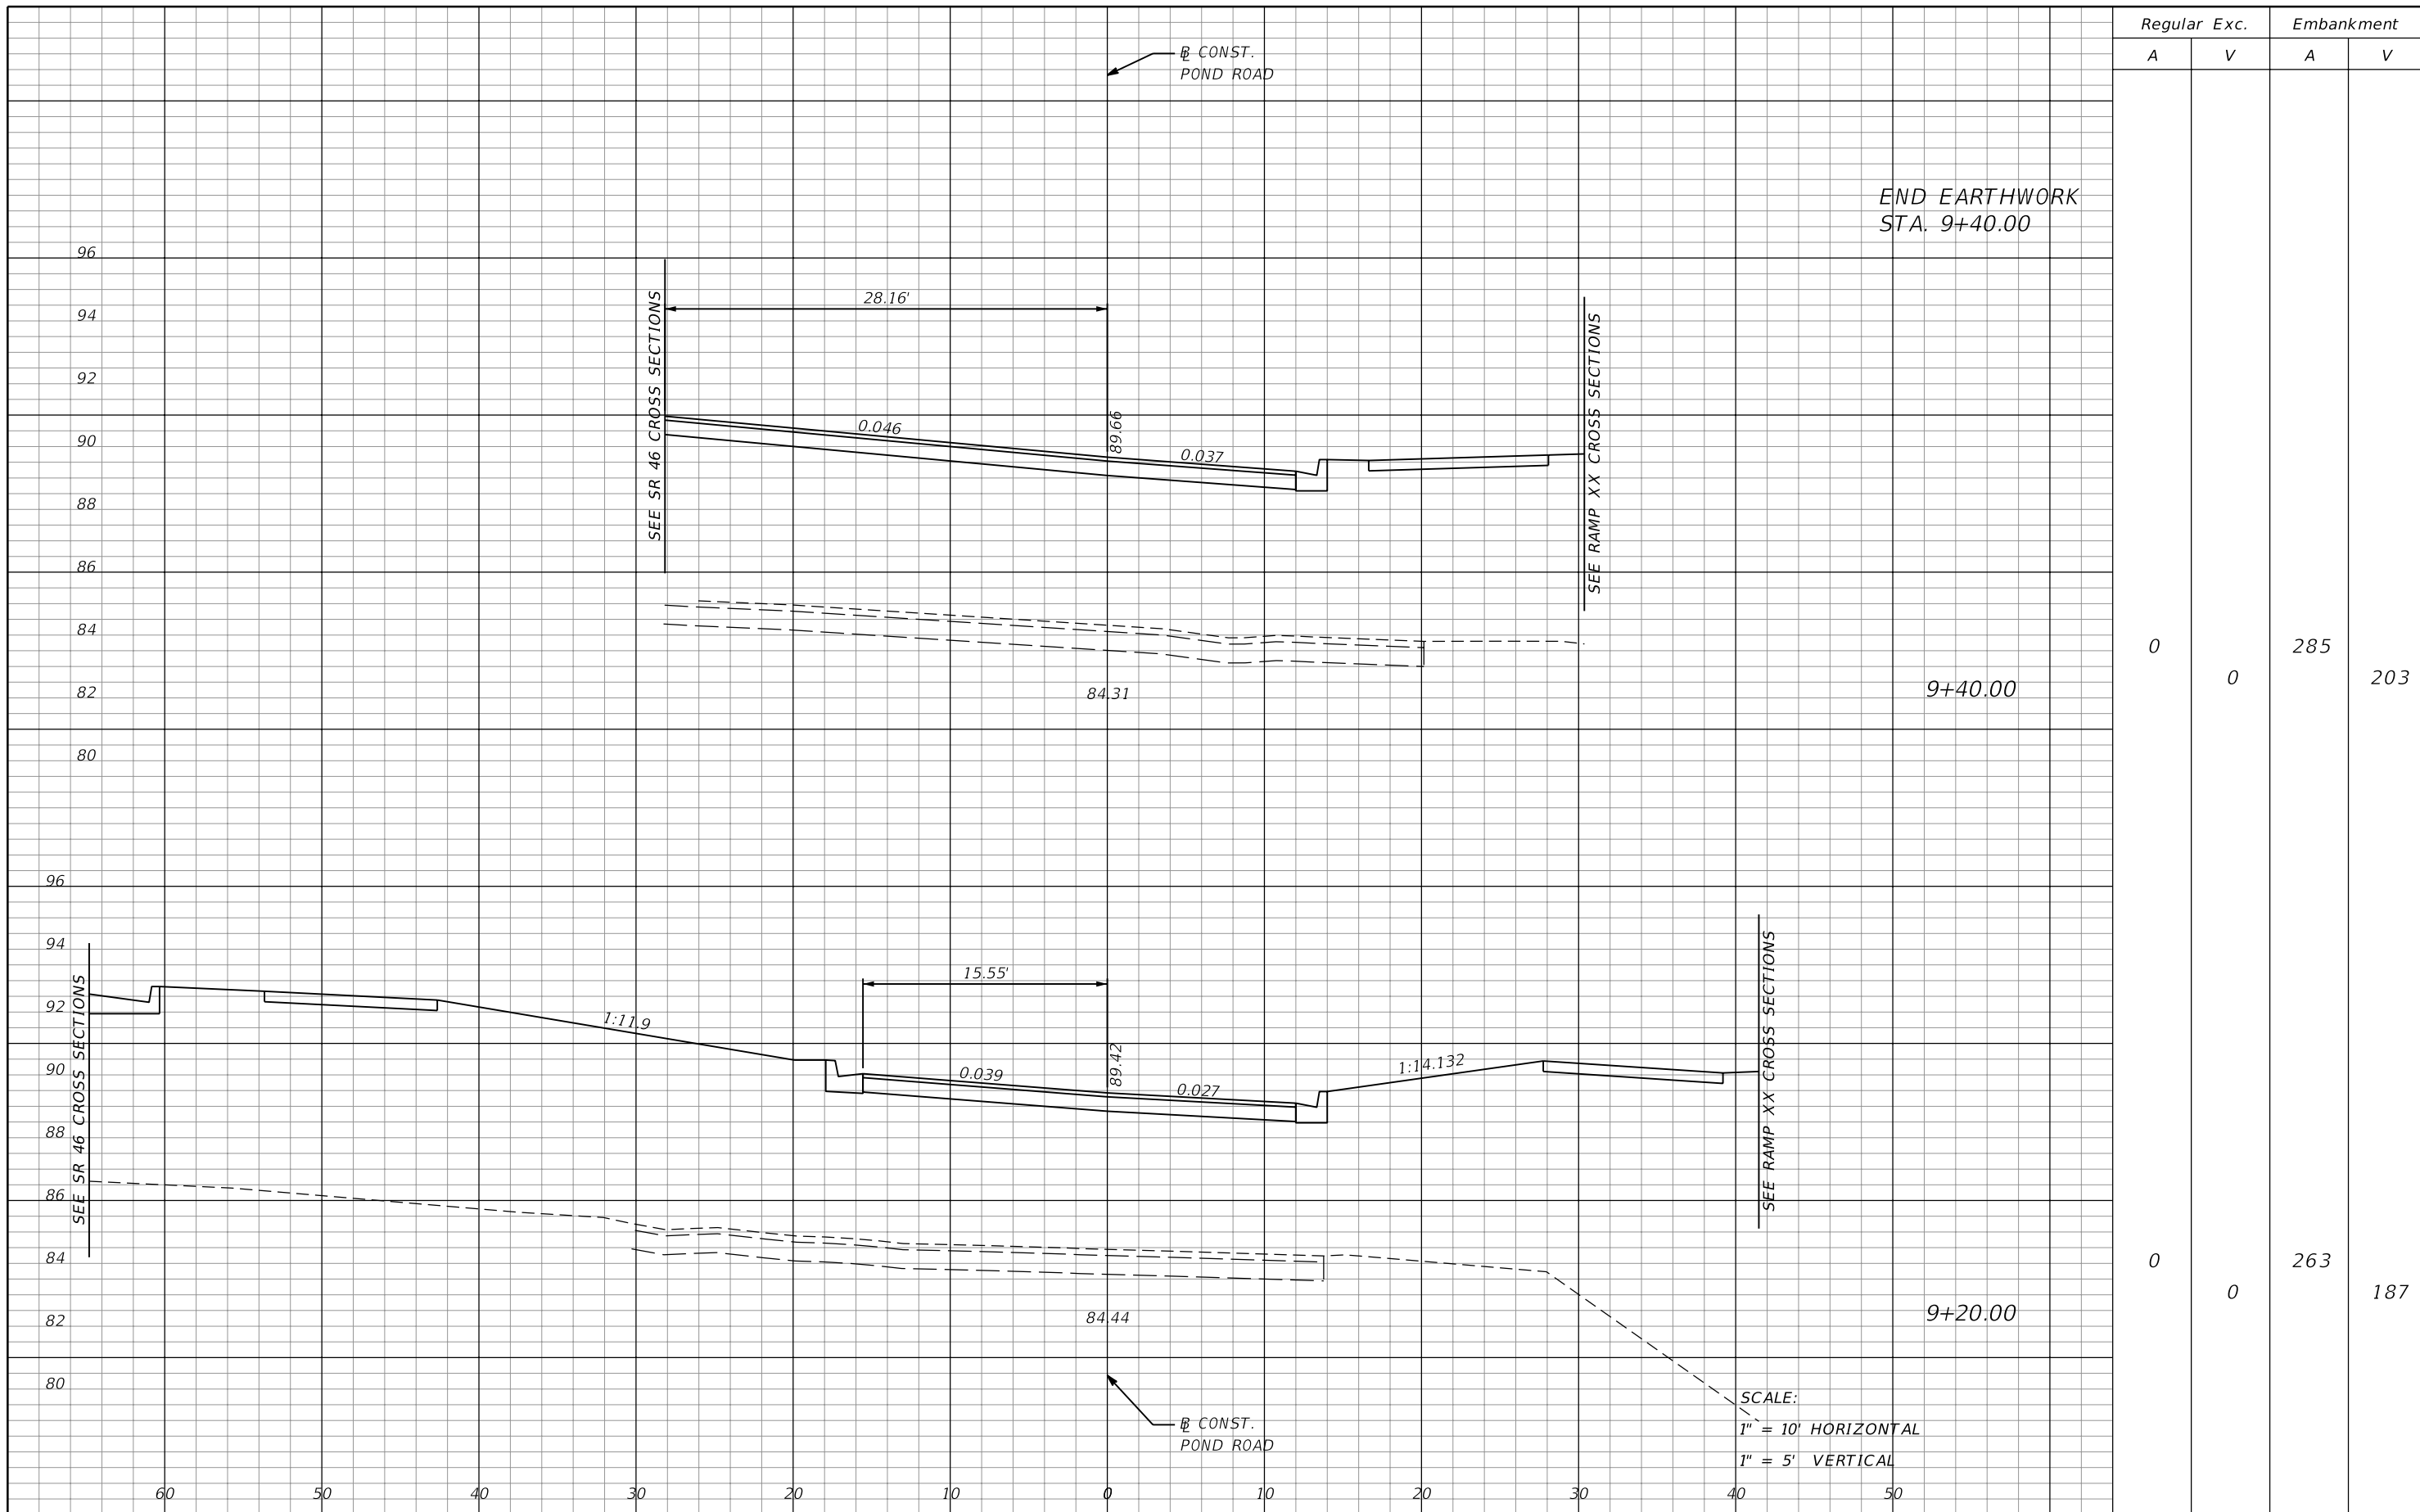 Regular Exc.
Embankment
A
V
A
V
BL CONST.
POND ROAD
END EARTHWORK
STA. 9+40.00
96
94
92
90
88
86
84
82
80
SEE SR 46 CROSS SECTIONS
28.16'
0.046
89.66
0.037
SEE RAMP XX CROSS SECTIONS
84.31
9+40.00
0
0
285
203
96
94
92
90
88
86
84
82
80
SEE SR 46 CROSS SECTIONS
1:11.9
15.55'
0.039
89.42
0.027
1:14.132
SEE RAMP XX CROSS SECTIONS
84.44
9+20.00
0
0
263
187
BL CONST.
POND ROAD
SCALE:
1" = 10' HORIZONTAL
1" = 5' VERTICAL
60 50 40 30 20 10 0 10 20 30 40 50